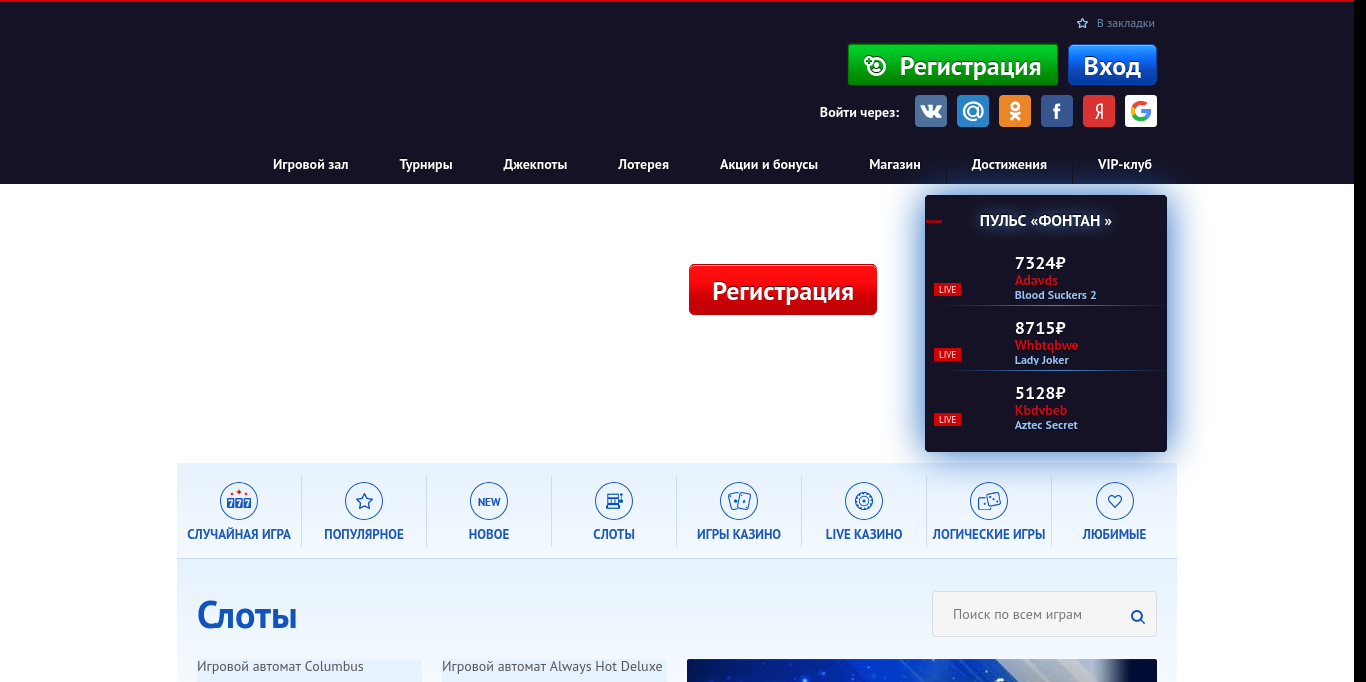 В закладки
Регистрация
Вход
Войти через:
Игровой зал
Турниры
Джекпоты
Лотерея
Акции и бонусы
Магазин
Достижения
VIP-клуб
ПУЛЬС «ФОНТАН »
7324₽
Adavds
LIVE
Blood Suckers 2
8715₽
Whbtqbwe
LIVE
Lady Joker
5128₽
Kbdvbeb
LIVE
Aztec Secret
Регистрация
777
СЛУЧАЙНАЯ ИГРА
ПОПУЛЯРНОЕ
NEW
НОВОЕ
СЛОТЫ
ИГРЫ КАЗИНО
LIVE КАЗИНО
ЛОГИЧЕСКИЕ ИГРЫ
ЛЮБИМЫЕ
Слоты
Поиск по всем играм
Игровой автомат Columbus
Игровой автомат Always Hot Deluxe